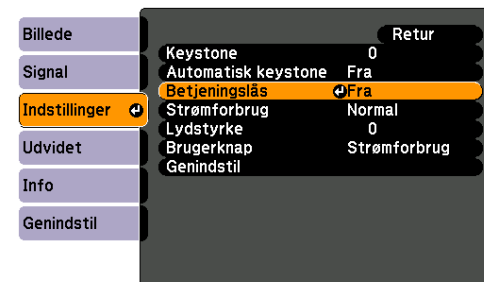 Billede
Signal
Indstillinger
Udvidet
Info
Genindstil
Retur
Keystone 0
Automatisk keystone Fra
Betjeningslås Fra
Strømforbrug Normal
Lydstyrke 0
Brugerknap Strømforbrug
Genindstil